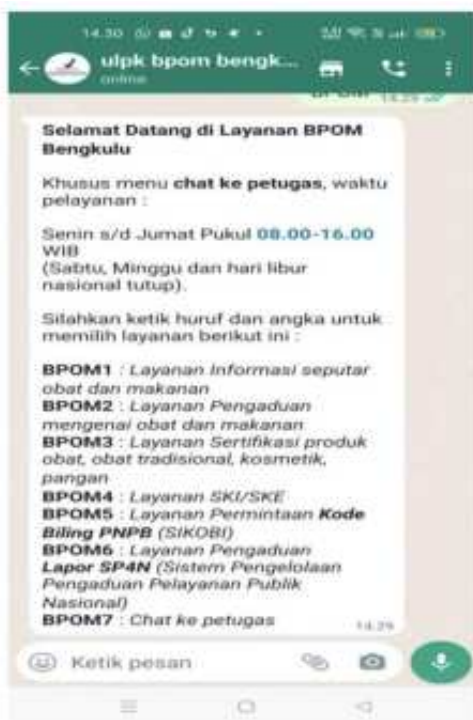 14.30
ulpk bpom bengk...
online
14.29
Selamat Datang di Layanan BPOM
Bengkulu
Khusus menu chat ke petugas, waktu
pelayanan :
Senin s/d Jumat Pukul 08.00-16.00
WIB
(Sabtu, Minggu dan hari libur
nasional tutup).
Silahkan ketik huruf dan angka untuk
memilih layanan berikut ini :
BPOM1 : Layanan Informasi seputar
obat dan makanan
BPOM2 : Layanan Pengaduan
mengenai obat dan makanan
BPOM3 : Layanan Sertifikasi produk
obat, obat tradisional, kosmetik,
pangan
BPOM4 : Layanan SKI/SKE
BPOM5 : Layanan Permintaan Kode
Biling PNPB (SIKOBI)
BPOM6 : Layanan Pengaduan
Lapor SP4N (Sistem Pengelolaan
Pengaduan Pelayanan Publik
Nasional)
BPOM7 : Chat ke petugas
14.29
Ketik pesan